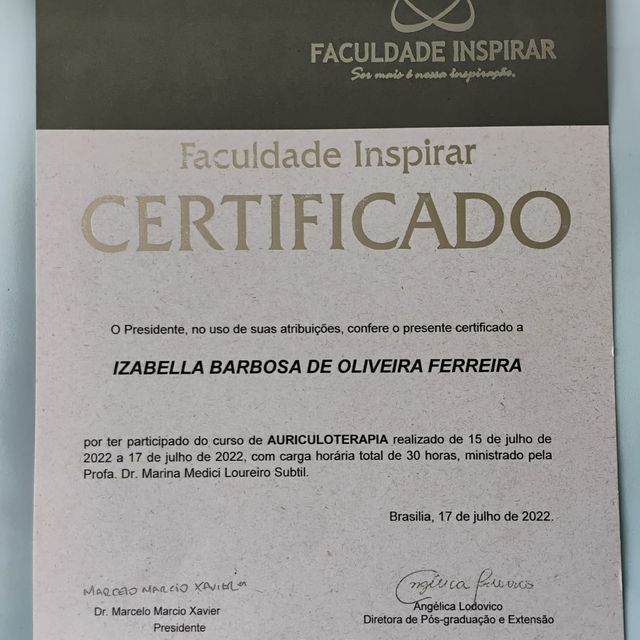 FACULDADE INSPIRAR
Ser mais é nossa inspiração.
Faculdade Inspirar
CERTIFICADO
O Presidente, no uso de suas atribuições, confere o presente certificado a
IZABELLA BARBOSA DE OLIVEIRA FERREIRA
por ter participado do curso de AURICULOTERAPIA realizado de 15 de julho de
2022 a 17 de julho de 2022, com carga horária total de 30 horas, ministrado pela
Profa. Dr. Marina Medici Loureiro Subtil.
Brasilia, 17 de julho de 2022.
MARCELO MARCIO XAVIER
Dr. Marcelo Marcio Xavier
Presidente
Angélica Lodovico
Diretora de Pós-graduação e Extensão